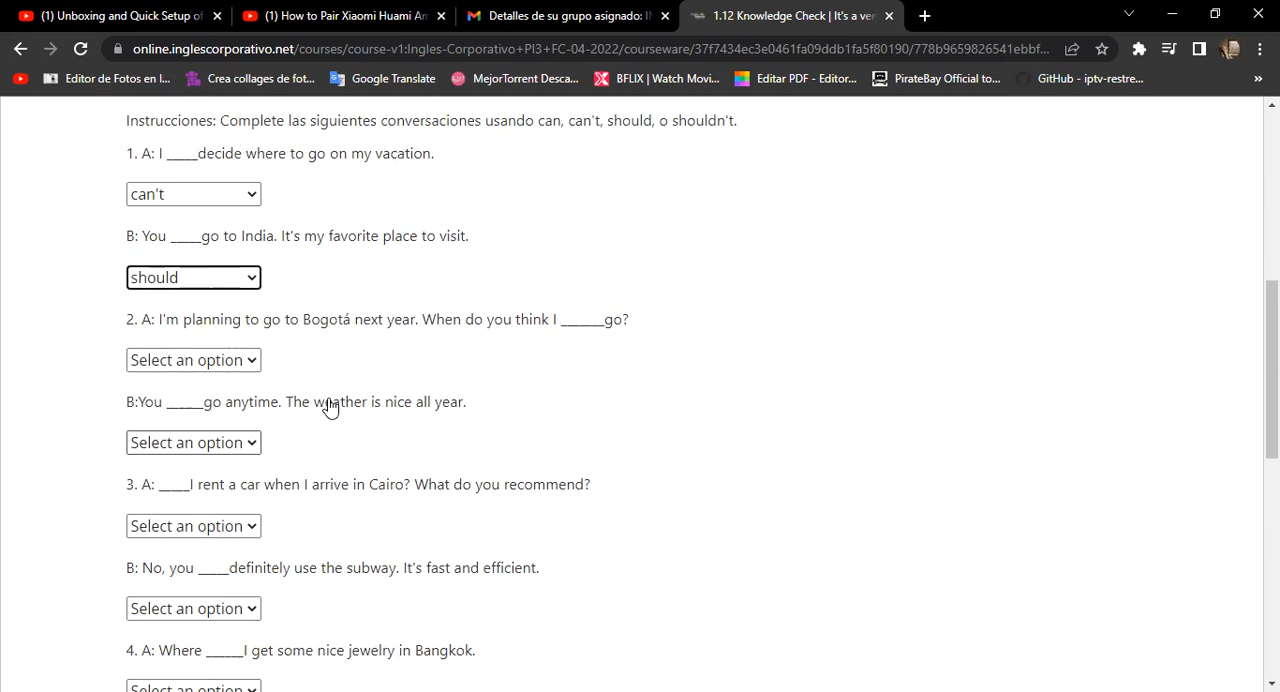 (1) Unboxing and Quick Setup of
(1) How to Pair Xiaomi Huami Am
Detalles de su grupo asignado: I
1.12 Knowledge Check | It's a ver
online.inglescorporativo.net/courses/course-v1:Ingles-Corporativo+PI3+FC-04-2022/courseware/37f7434ec3e0461fa09ddb1fa5f80190/778b9659826541ebbf...
Editor de Fotos en l...
Crea collages de fot...
Google Translate
MejorTorrent Desca...
BFLIX | Watch Movi...
Editar PDF - Editor...
PirateBay Official to...
GitHub - iptv-restre...
»
Instrucciones: Complete las siguientes conversaciones usando can, can't, should, o shouldn't.
1. A: I _____decide where to go on my vacation.
can't
B: You _____go to India. It's my favorite place to visit.
should
2. A: I'm planning to go to Bogotá next year. When do you think I _______go?
Select an option
B:You ______go anytime. The weather is nice all year.
Select an option
3. A: _____I rent a car when I arrive in Cairo? What do you recommend?
Select an option
B: No, you _____definitely use the subway. It's fast and efficient.
Select an option
4. A: Where ______I get some nice jewelry in Bangkok.
Select an option